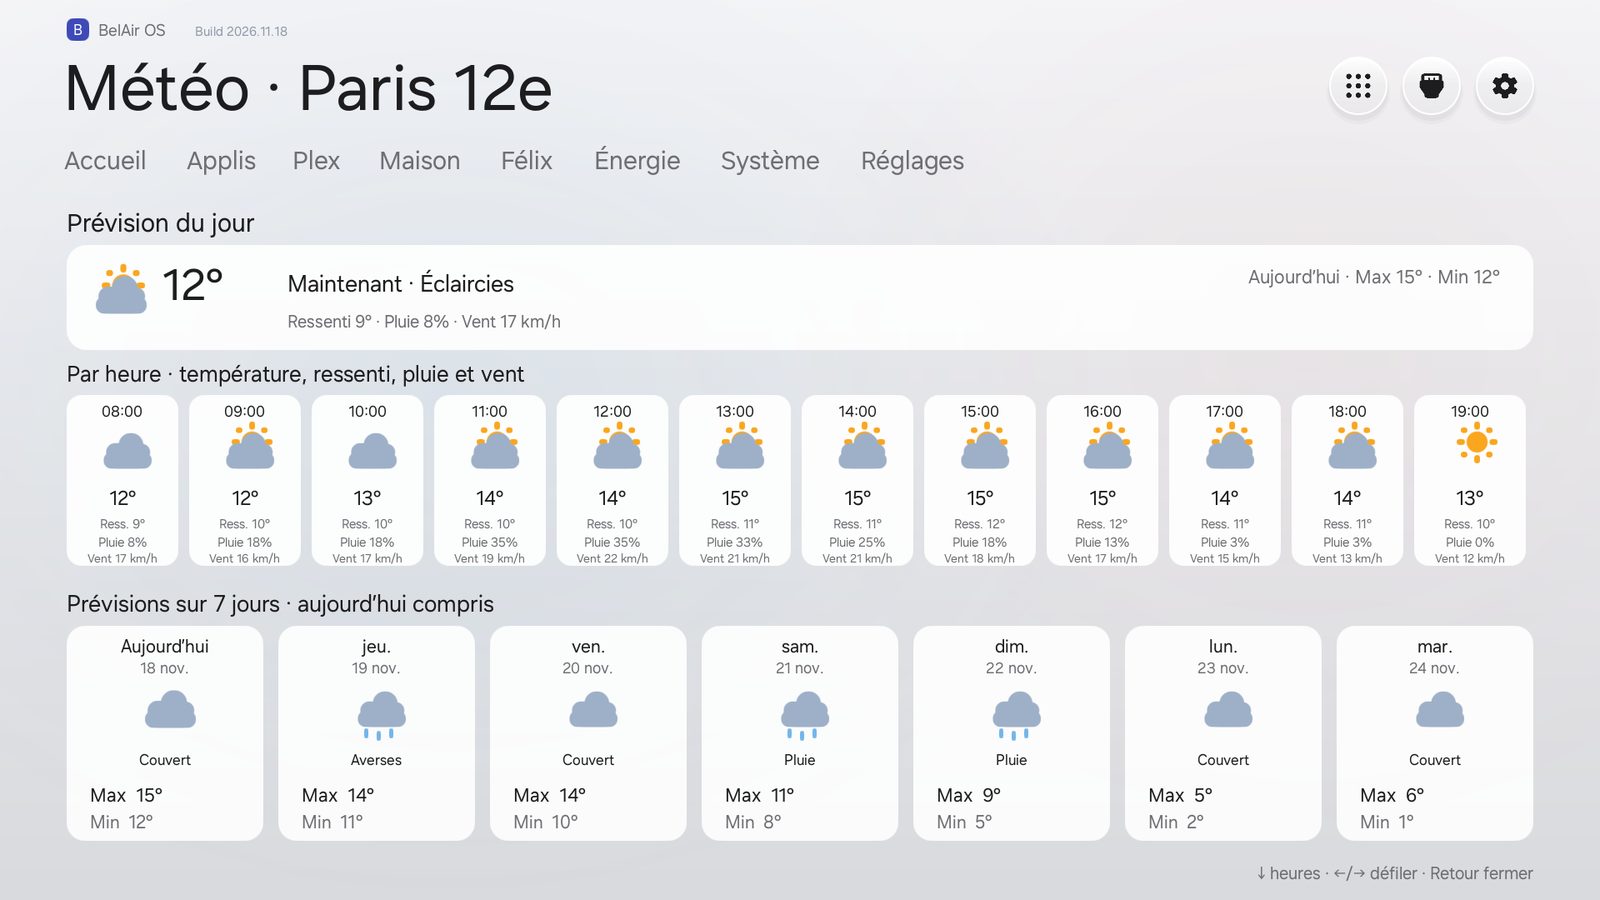 B BelAir OS Build 2026.11.18
Météo · Paris 12e
Accueil Applis Plex Maison Félix Énergie Système Réglages
Prévision du jour
12° Maintenant · Éclaircies Aujourd'hui · Max 15° · Min 12°
Ressenti 9° · Pluie 8% · Vent 17 km/h
Par heure · température, ressenti, pluie et vent
08:00 09:00 10:00 11:00 12:00 13:00 14:00 15:00 16:00 17:00 18:00 19:00
12° 12° 13° 14° 14° 15° 15° 15° 15° 14° 14° 13°
Ress. 9° Ress. 10° Ress. 10° Ress. 10° Ress. 10° Ress. 11° Ress. 11° Ress. 12° Ress. 12° Ress. 11° Ress. 11° Ress. 10°
Pluie 8% Pluie 18% Pluie 18% Pluie 35% Pluie 35% Pluie 33% Pluie 25% Pluie 18% Pluie 13% Pluie 3% Pluie 3% Pluie 0%
Vent 17 km/h Vent 16 km/h Vent 17 km/h Vent 19 km/h Vent 22 km/h Vent 21 km/h Vent 21 km/h Vent 18 km/h Vent 17 km/h Vent 15 km/h Vent 13 km/h Vent 12 km/h
Prévisions sur 7 jours · aujourd'hui compris
Aujourd'hui jeu. ven. sam. dim. lun. mar.
18 nov. 19 nov. 20 nov. 21 nov. 22 nov. 23 nov. 24 nov.
Couvert Averses Couvert Pluie Pluie Couvert Couvert
Max 15° Max 14° Max 14° Max 11° Max 9° Max 5° Max 6°
Min 12° Min 11° Min 10° Min 8° Min 5° Min 2° Min 1°
↓ heures · ←/→ défiler · Retour fermer